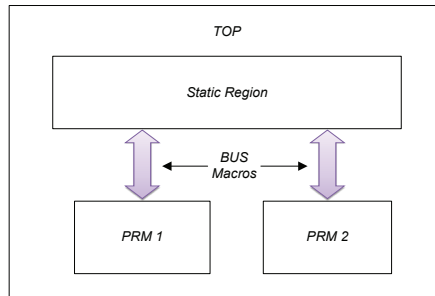 TOP
Static Region
BUS
Macros
PRM 1
PRM 2